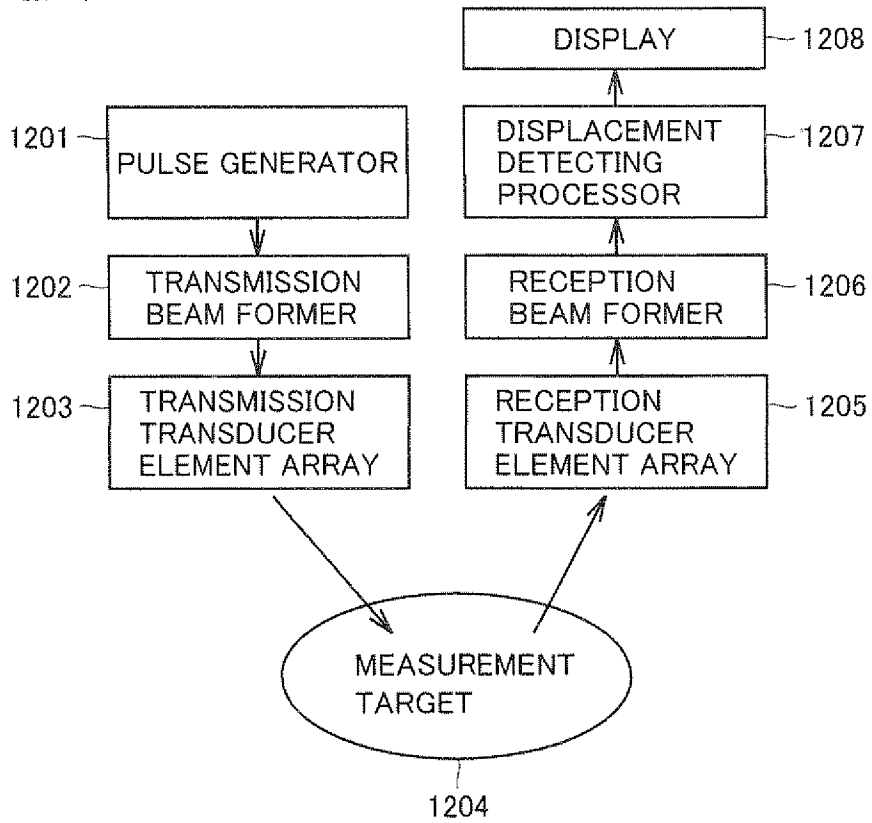 DISPLAY
1208
1201
PULSE GENERATOR
DISPLACEMENT
DETECTING
PROCESSOR
1207
1202
TRANSMISSION
BEAM FORMER
RECEPTION
BEAM FORMER
1206
1203
TRANSMISSION
TRANSDUCER
ELEMENT ARRAY
RECEPTION
TRANSDUCER
ELEMENT ARRAY
1205
MEASUREMENT
TARGET
1204